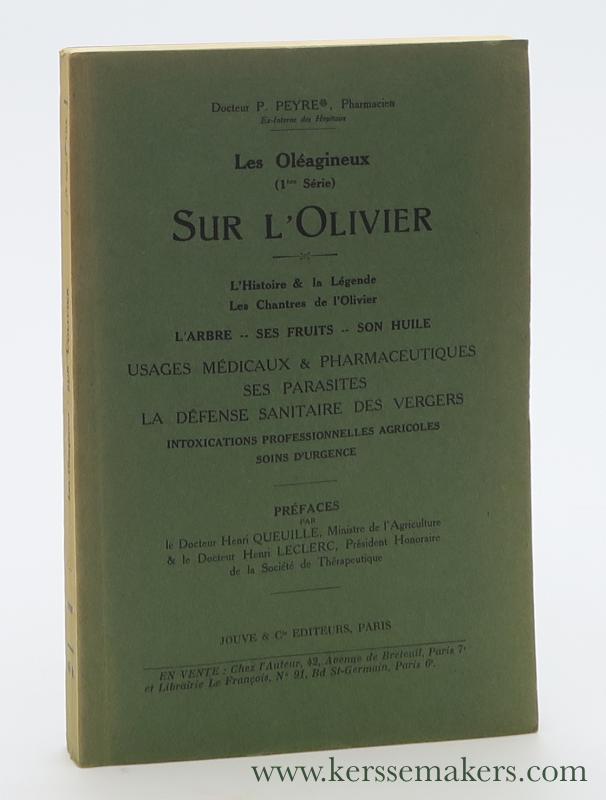 Docteur P. PEYRE, Pharmacien
Ex-Interne des Hôpitaux
Les Oléagineux
(1ère Série)
SUR L'OLIVIER
L'Histoire & la Légende
Les Chantres de l'Olivier
L'ARBRE -- SES FRUITS -- SON HUILE
USAGES MÉDICAUX & PHARMACEUTIQUES
SES PARASITES
LA DÉFENSE SANITAIRE DES VERGERS
INTOXICATIONS PROFESSIONNELLES AGRICOLES
SOINS D'URGENCE
PRÉFACES
PAR
le Docteur Henri QUEUILLE, Ministre de l'Agriculture
& le Docteur Henri LECLERC, Président Honoraire
de la Société de Thérapeutique
JOUVE & Cie EDITEURS, PARIS
EN VENTE : Chez l'Auteur, 42, Avenue de Breteuil, Paris 7e
et Librairie Le François, No 91, Bd St-Germain, Paris 6e.
www.kerssemakers.com